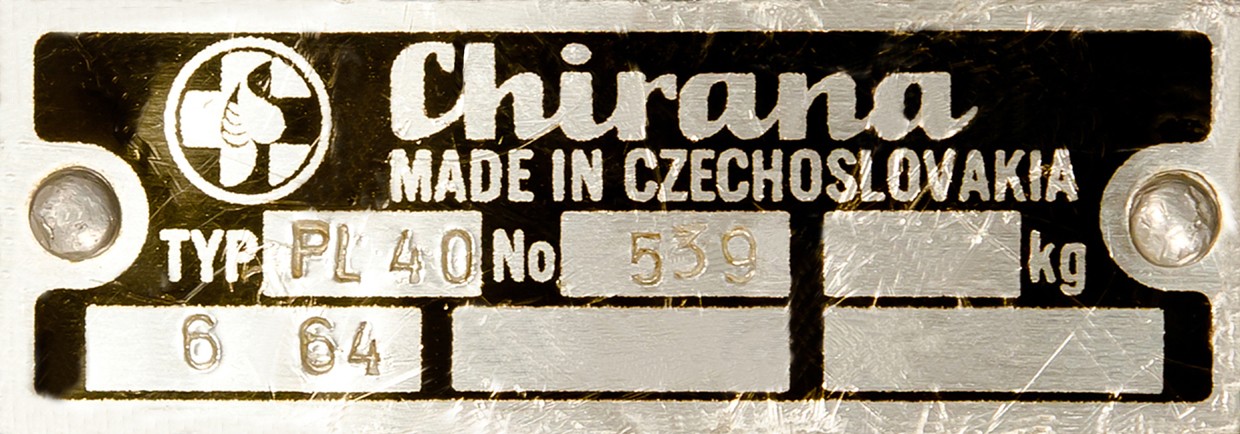 Chirana
MADE IN CZECHOSLOVAKIA
TYP PL 40 No 539 kg
6 64